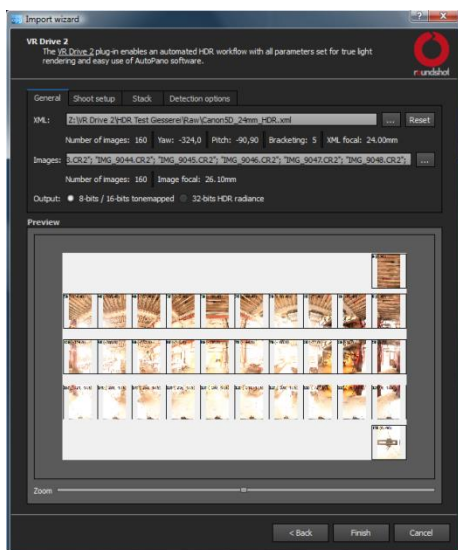 Import wizard
VR Drive 2
The VR Drive 2 plug-in enables an automated HDR workflow with all parameters set for true light
rendering and easy use of AutoPano software.
roundshot
General Shoot setup Stack Detection options
XML: Z:\VR Drive 2\HDR Test Giesserei\Raw\Canon5D_24mm_HDR.xml ... Reset
Number of images: 160 Yaw: -324,0 Pitch: -90,90 Bracketing: 5 XML focal: 24.00mm
Images: 3.CR2"; "IMG_9044.CR2"; "IMG_9045.CR2"; "IMG_9046.CR2"; "IMG_9047.CR2"; "IMG_9048.CR2"; ...
Number of images: 160 Image focal: 26.10mm
Output: 8-bits / 16-bits tonemapped 32-bits HDR radiance
Preview
Zoom
< Back Finish Cancel